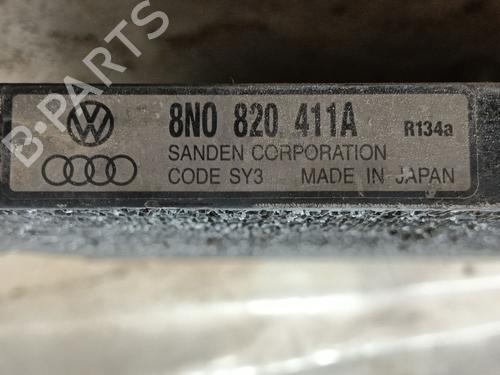 8N0 820 411A R134a
SANDEN CORPORATION
CODE SY3 MADE IN JAPAN
B-PARTS